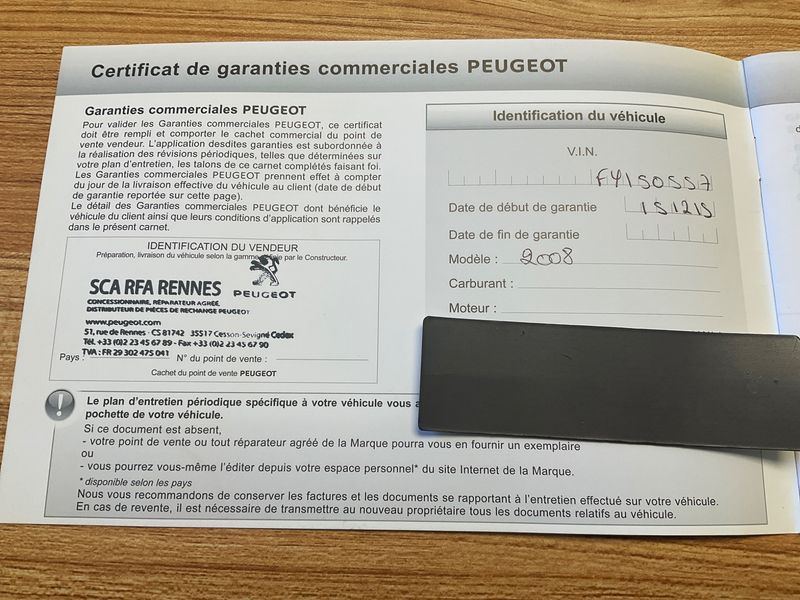 Certificat de garanties commerciales PEUGEOT
Garanties commerciales PEUGEOT
Pour valider les Garanties commerciales PEUGEOT, ce certificat
doit être rempli et comporter le cachet commercial du point de
vente vendeur. L'application desdites garanties est subordonnée à
la réalisation des révisions périodiques, telles que déterminées sur
votre plan d'entretien, les talons de ce carnet complétés faisant foi.
Les Garanties commerciales PEUGEOT prennent effet à compter
du jour de la livraison effective du véhicule au client (date de début
de garantie reportée sur cette page).
Le détail des Garanties commerciales PEUGEOT dont bénéficie le
véhicule du client ainsi que leurs conditions d'application sont rappelés
dans le présent carnet.
IDENTIFICATION DU VENDEUR
Préparation, livraison du véhicule selon la gamme par le Constructeur.
SCA RFA RENNES
PEUGEOT
CONCESSIONNAIRE, RÉPARATEUR AGRÉÉ,
DISTRIBUTEUR DE PIÈCES DE RECHANGE PEUGEOT
www.peugeot.com
51, rue de Rennes - CS 81742 35517 Cesson-Sevigné Cedex
Tél. +33 (0)2 23 45 67 89 - Fax +33 (0)2 23 45 67 90
TVA : FR 29 302 475 041
Pays : N° du point de vente :
Cachet du point de vente PEUGEOT
Identification du véhicule
V.I.N.
FY150557
Date de début de garantie 151215
Date de fin de garantie
Modèle : 2008
Carburant :
Moteur :
Le plan d'entretien périodique spécifique à votre véhicule vous a
pochette de votre véhicule.
Si ce document est absent,
- votre point de vente ou tout réparateur agréé de la Marque pourra vous en fournir un exemplaire
ou
- vous pourrez vous-même l'éditer depuis votre espace personnel* du site Internet de la Marque.
* disponible selon les pays
Nous vous recommandons de conserver les factures et les documents se rapportant à l'entretien effectué sur votre véhicule.
En cas de revente, il est nécessaire de transmettre au nouveau propriétaire tous les documents relatifs au véhicule.